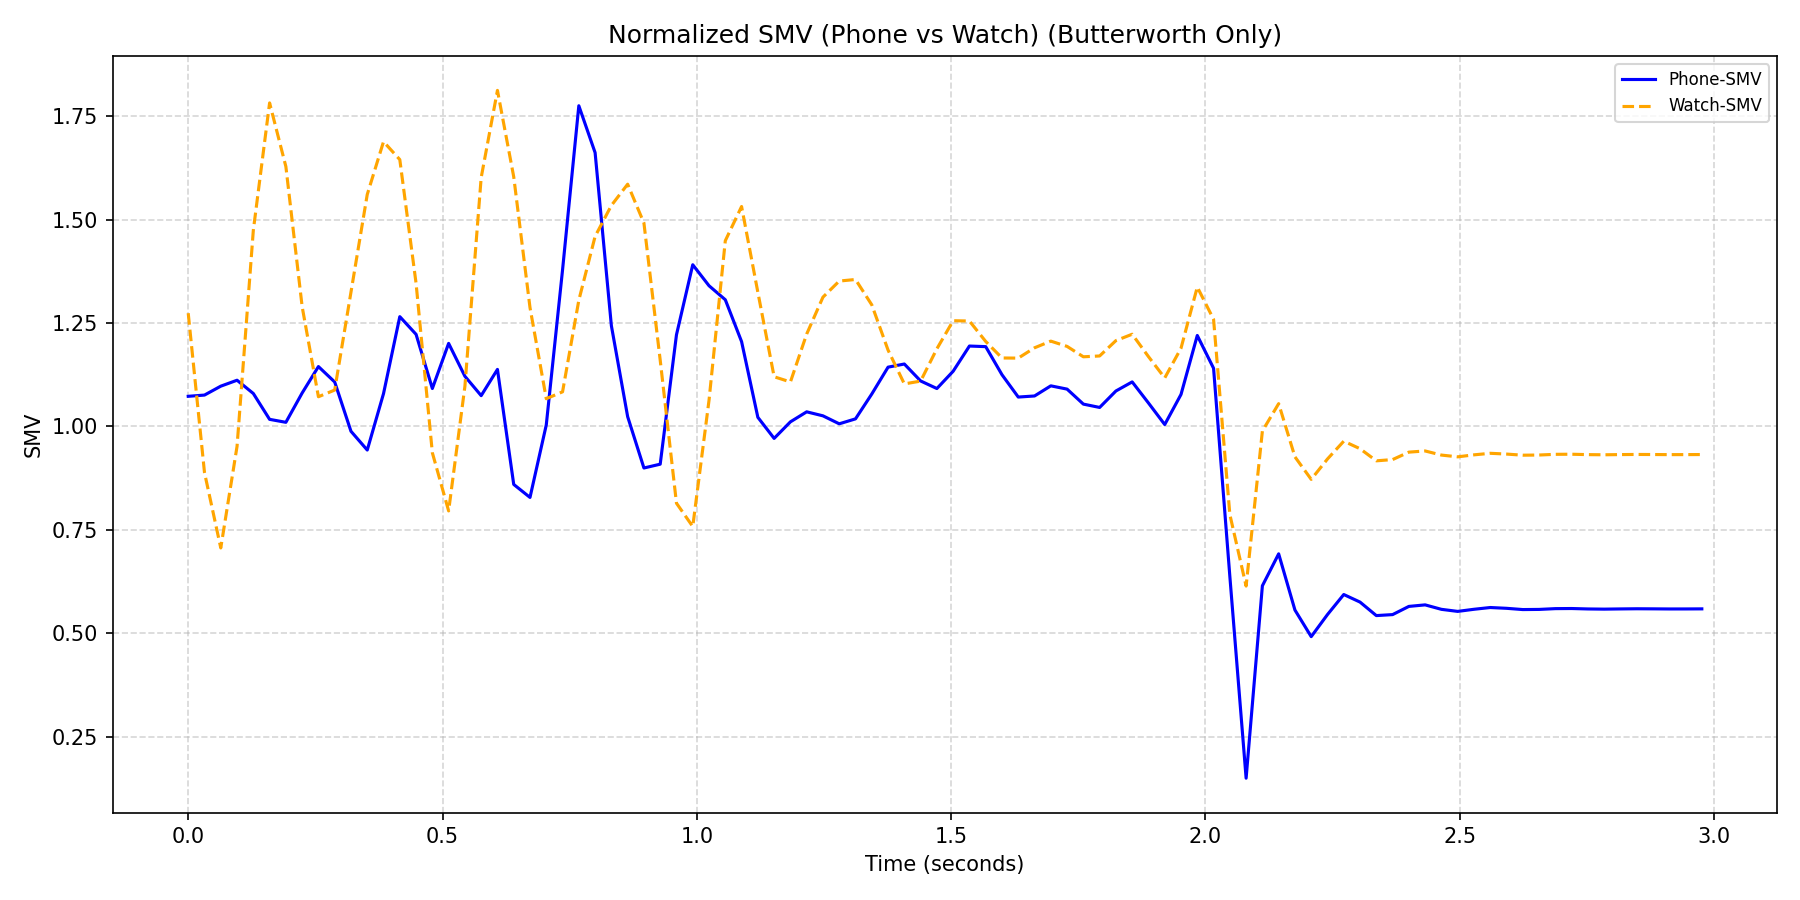 Normalized SMV (Phone vs Watch) (Butterworth Only)
Phone-SMV
Watch-SMV
1.75
1.50
1.25
1.00
0.75
0.50
0.25
SMV
0.0 0.5 1.0 1.5 2.0 2.5 3.0
Time (seconds)